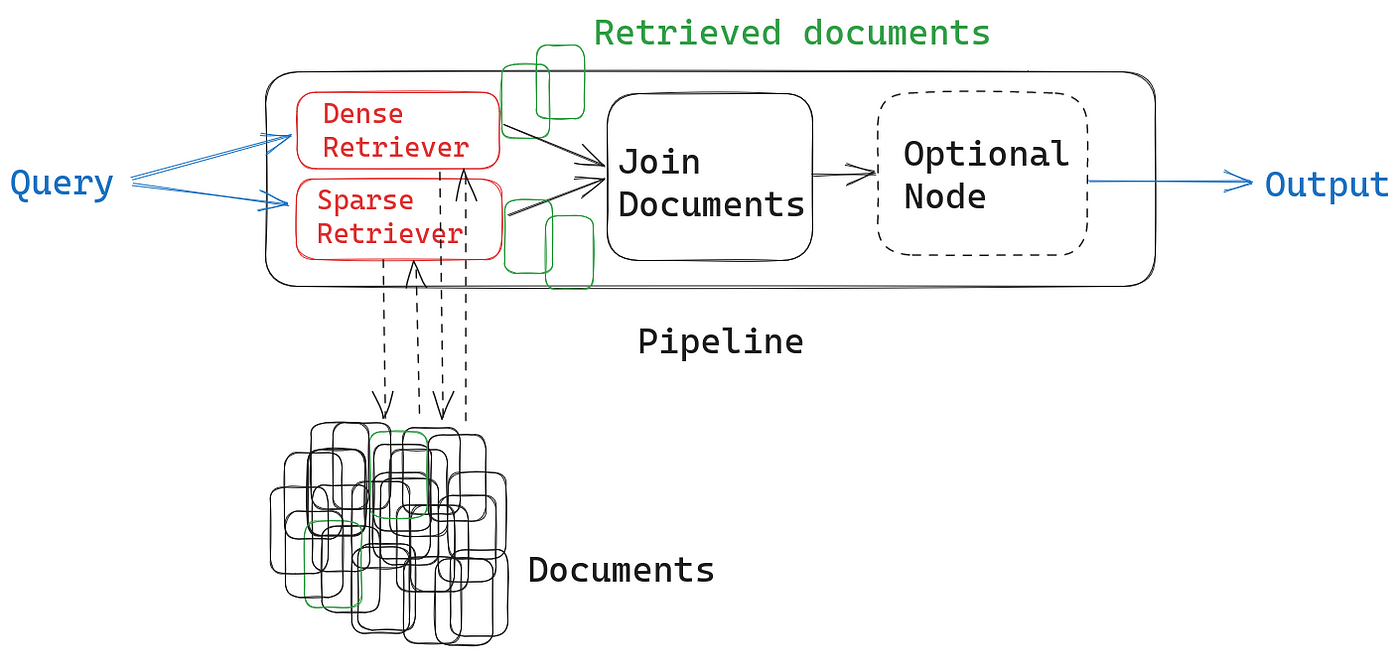 Retrieved documents
Dense
Retriever
Query
Sparse
Retriever
Join
Documents
Optional
Node
Output
Pipeline
Documents